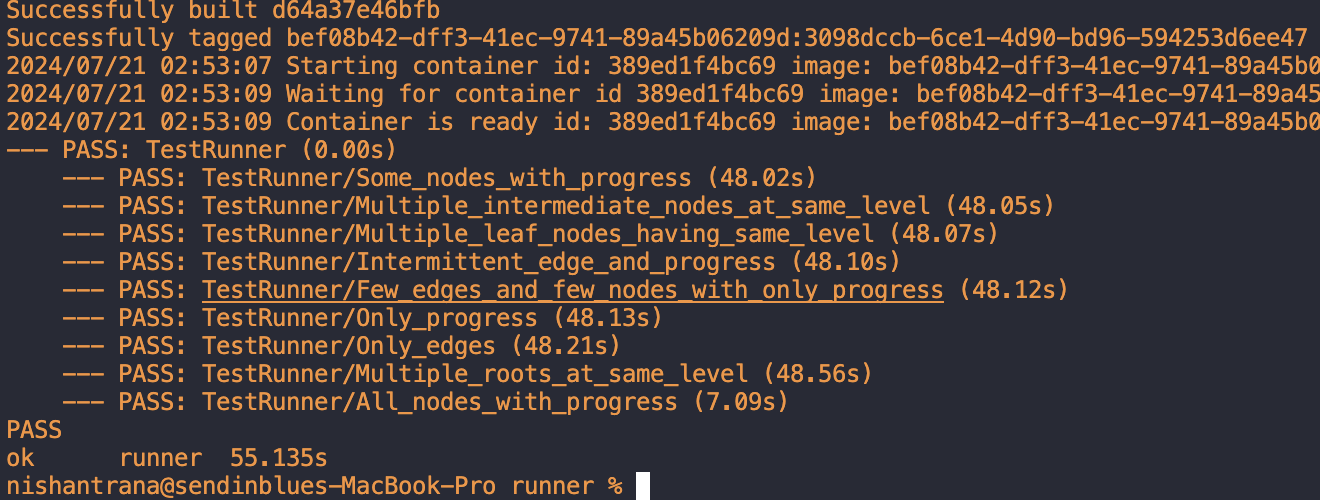 Successfully built d64a37e46bfb
Successfully tagged bef08b42-dff3-41ec-9741-89a45b06209d:3098dccb-6ce1-4d90-bd96-594253d6ee47
2024/07/21 02:53:07 Starting container id: 389ed1f4bc69 image: bef08b42-dff3-41ec-9741-89a45b0
2024/07/21 02:53:09 Waiting for container id 389ed1f4bc69 image: bef08b42-dff3-41ec-9741-89a45
2024/07/21 02:53:09 Container is ready id: 389ed1f4bc69 image: bef08b42-dff3-41ec-9741-89a45b0
--- PASS: TestRunner (0.00s)
    --- PASS: TestRunner/Some_nodes_with_progress (48.02s)
    --- PASS: TestRunner/Multiple_intermediate_nodes_at_same_level (48.05s)
    --- PASS: TestRunner/Multiple_leaf_nodes_having_same_level (48.07s)
    --- PASS: TestRunner/Intermittent_edge_and_progress (48.10s)
    --- PASS: TestRunner/Few_edges_and_few_nodes_with_only_progress (48.12s)
    --- PASS: TestRunner/Only_progress (48.13s)
    --- PASS: TestRunner/Only_edges (48.21s)
    --- PASS: TestRunner/Multiple_roots_at_same_level (48.56s)
    --- PASS: TestRunner/All_nodes_with_progress (7.09s)
PASS
ok      runner  55.135s
nishantrana@sendinblues-MacBook-Pro runner %